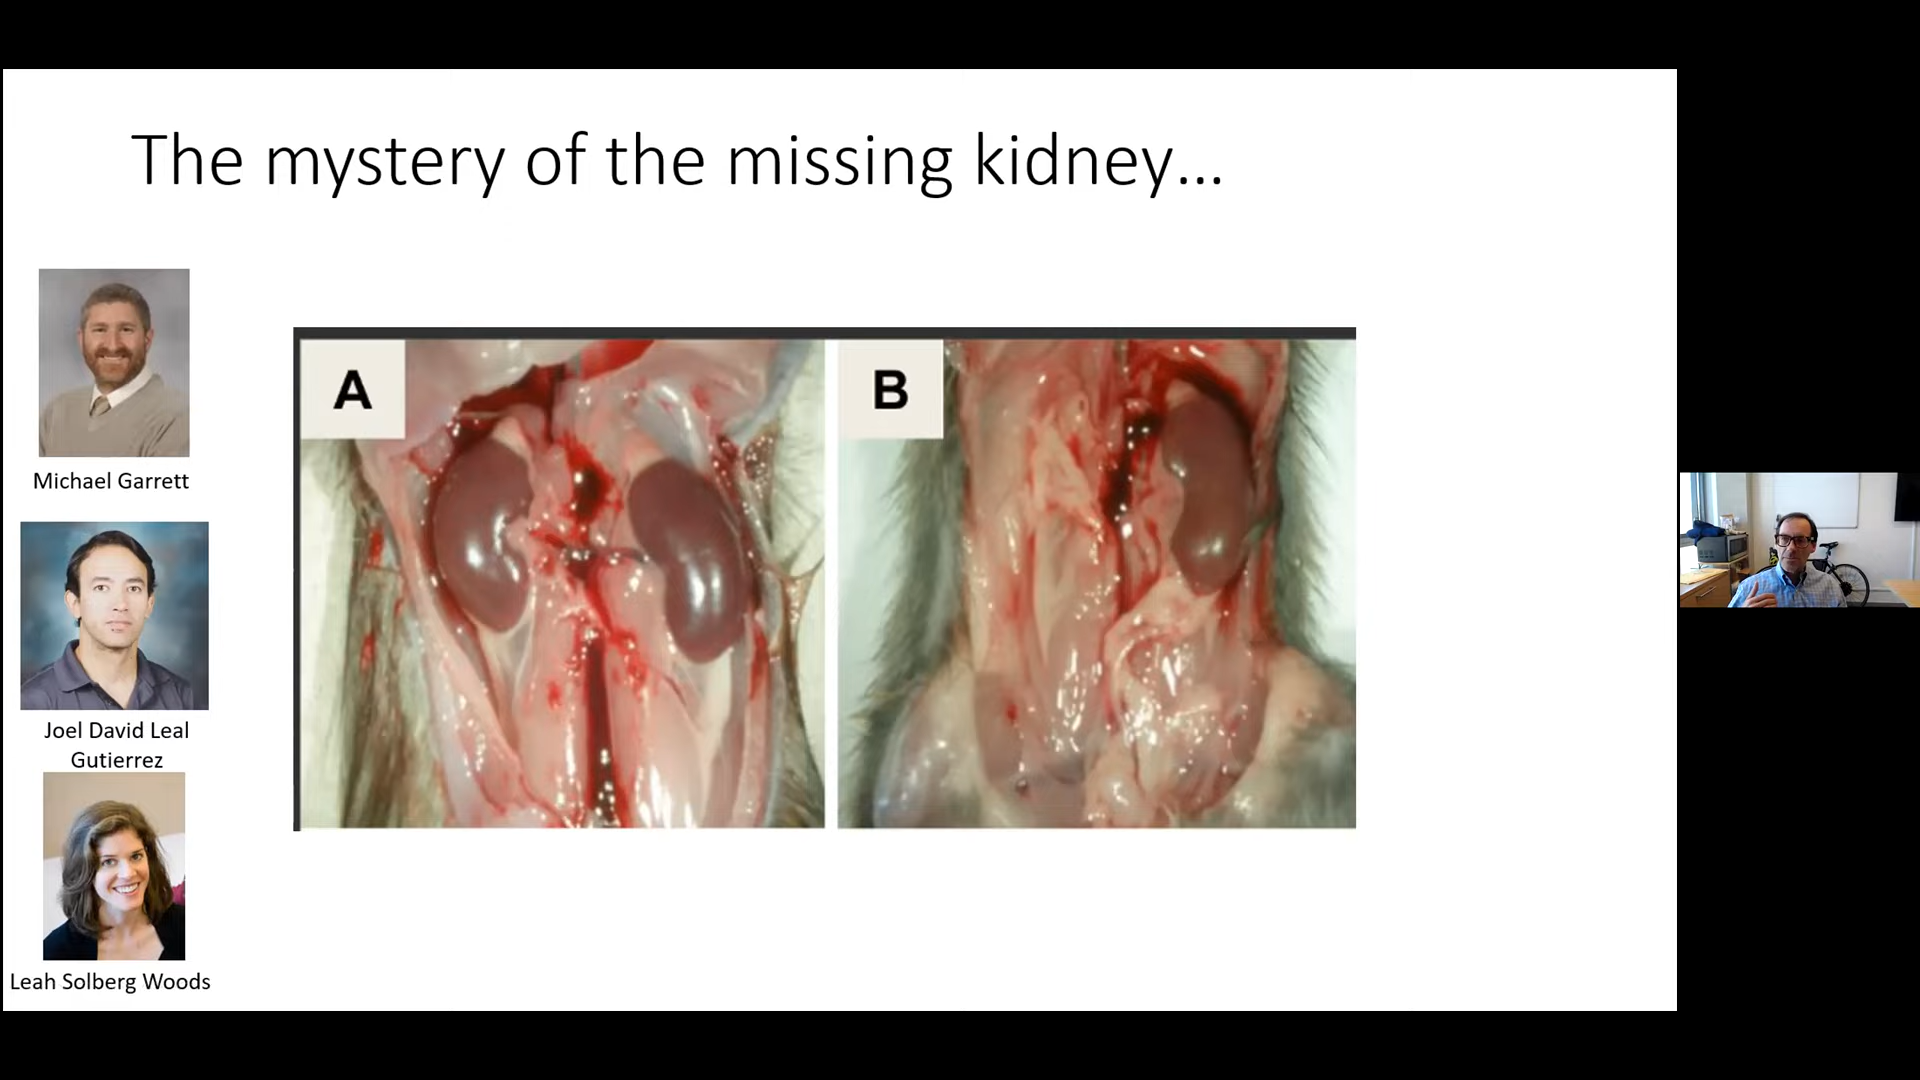 The mystery of the missing kidney...
Michael Garrett
A
B
Joel David Leal
Gutierrez
Leah Solberg Woods